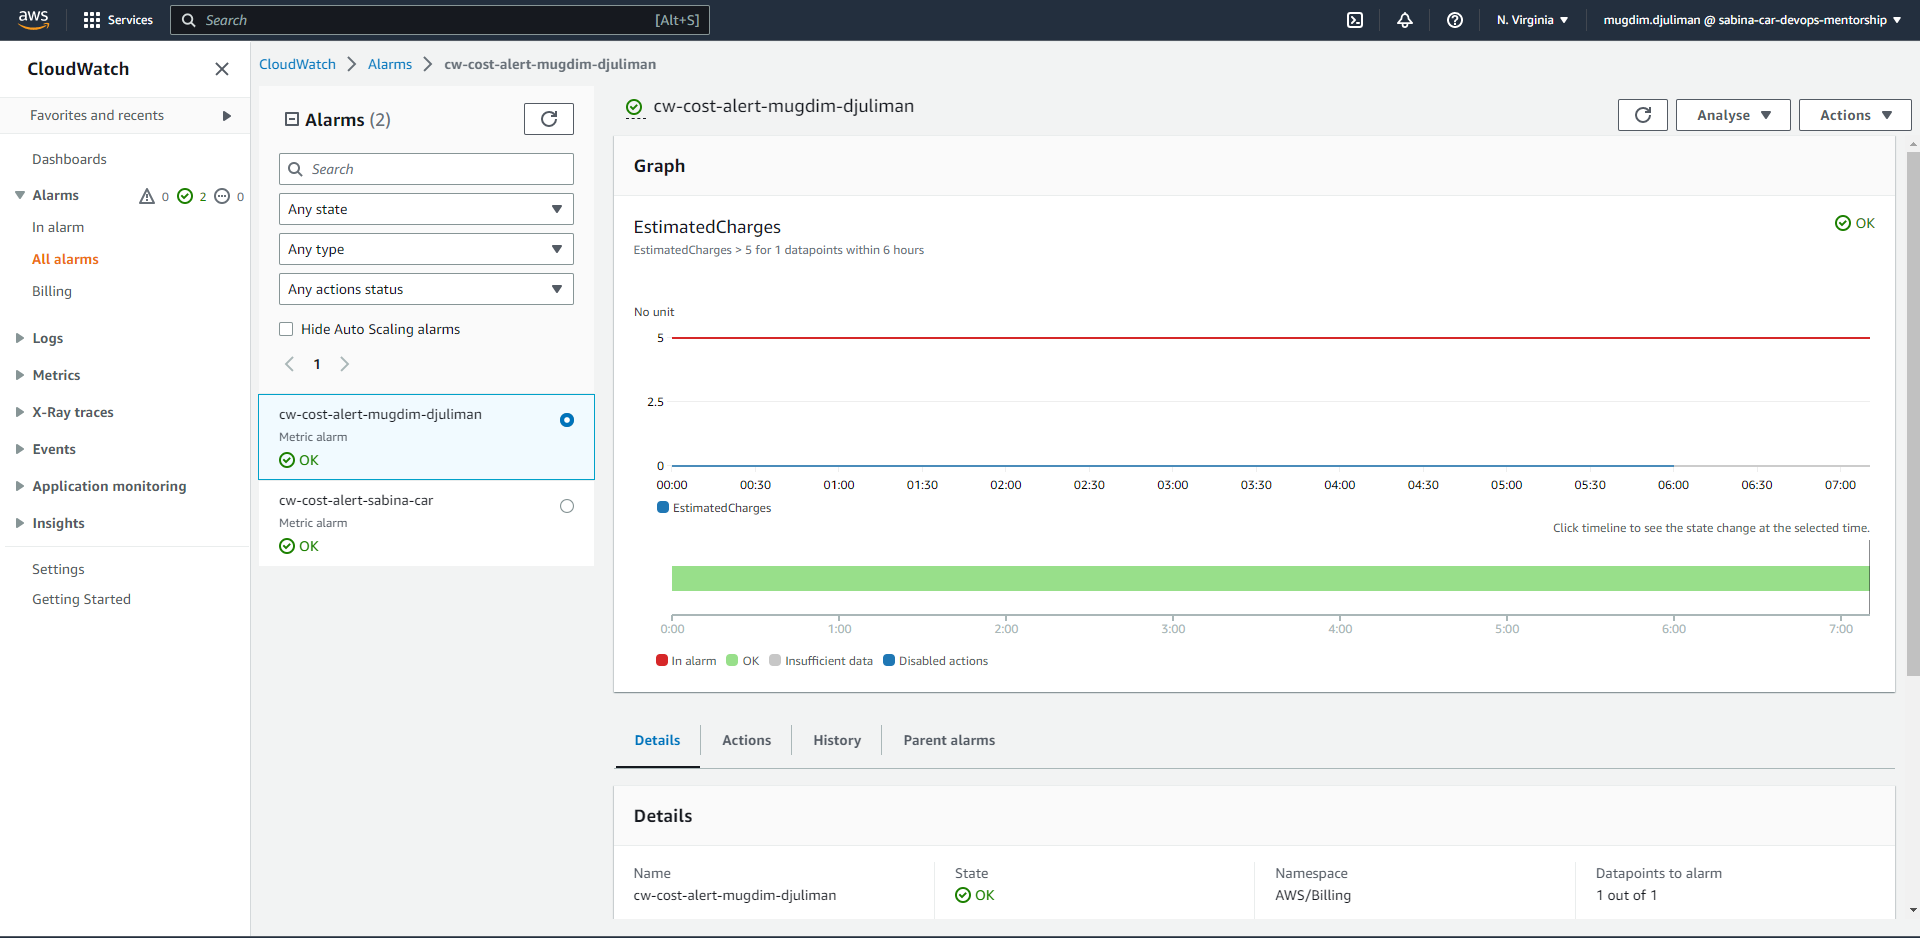 aws
Services
Search
[Alt+S]
N. Virginia
mugdim.djuliman @ sabina-car-devops-mentorship
CloudWatch
Favorites and recents
Dashboards
Alarms 0 2 0
In alarm
All alarms
Billing
Logs
Metrics
X-Ray traces
Events
Application monitoring
Insights
Settings
Getting Started
CloudWatch
Alarms
cw-cost-alert-mugdim-djuliman
Alarms (2)
Search
Any state
Any type
Any actions status
Hide Auto Scaling alarms
1
cw-cost-alert-mugdim-djuliman
Metric alarm
OK
cw-cost-alert-sabina-car
Metric alarm
OK
cw-cost-alert-mugdim-djuliman
Analyse
Actions
Graph
EstimatedCharges
OK
EstimatedCharges > 5 for 1 datapoints within 6 hours
No unit
5
2.5
0
00:00 00:30 01:00 01:30 02:00 02:30 03:00 03:30 04:00 04:30 05:00 05:30 06:00 06:30 07:00
EstimatedCharges
Click timeline to see the state change at the selected time.
0:00 1:00 2:00 3:00 4:00 5:00 6:00 7:00
In alarm OK Insufficient data Disabled actions
Details
Actions
History
Parent alarms
Details
Name
cw-cost-alert-mugdim-djuliman
State
OK
Namespace
AWS/Billing
Datapoints to alarm
1 out of 1